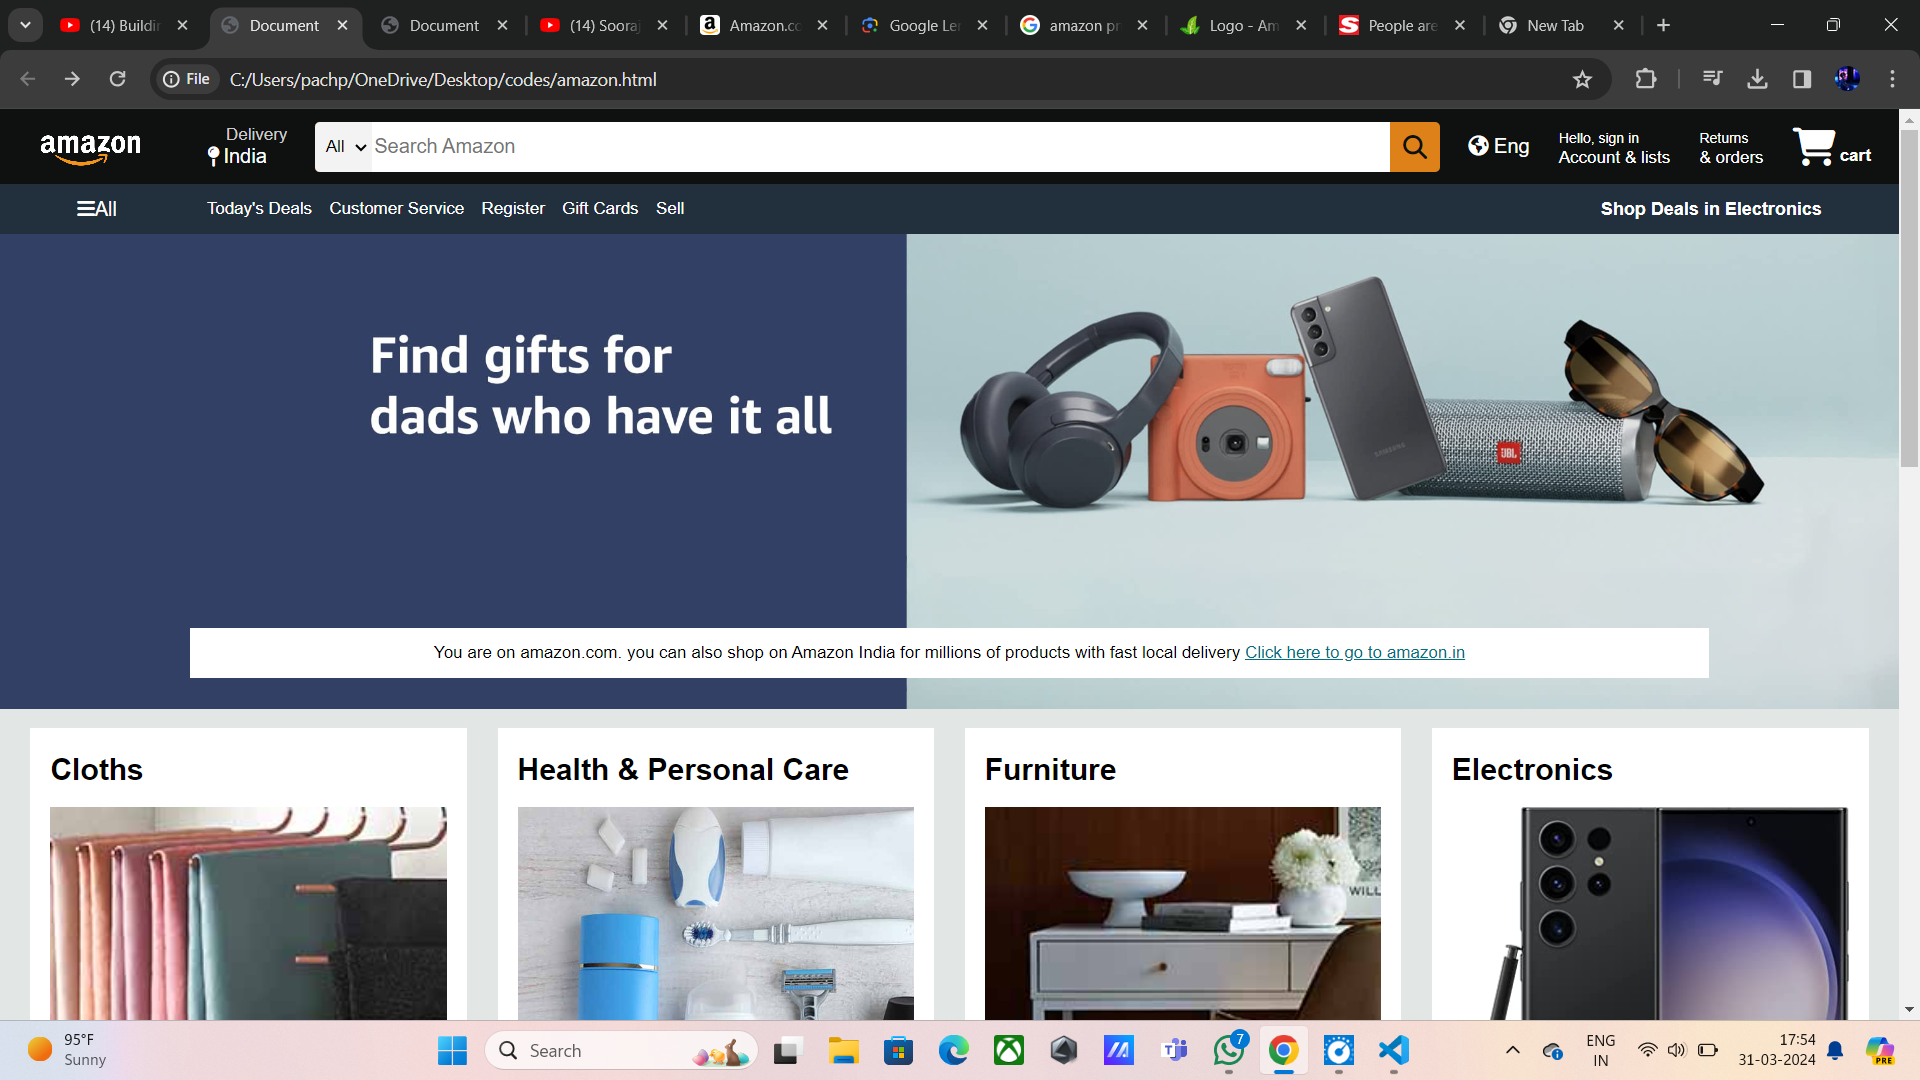 (14) Buildin
Document
Document
(14) Sooraj
Amazon.co
Google Len
amazon pr
Logo - Am
People are
New Tab
File
C:/Users/pachp/OneDrive/Desktop/codes/amazon.html
amazon
Delivery
India
All
Search Amazon
Eng
Hello, sign in
Account & lists
Returns
& orders
cart
All
Today's Deals
Customer Service
Register
Gift Cards
Sell
Shop Deals in Electronics
Find gifts for
dads who have it all
SAMSUNG
JBL
You are on amazon.com. you can also shop on Amazon India for millions of products with fast local delivery Click here to go to amazon.in
Cloths
Health & Personal Care
Furniture
Electronics
WILL
95°F
Sunny
Search
7
ENG
IN
17:54
31-03-2024
PRE